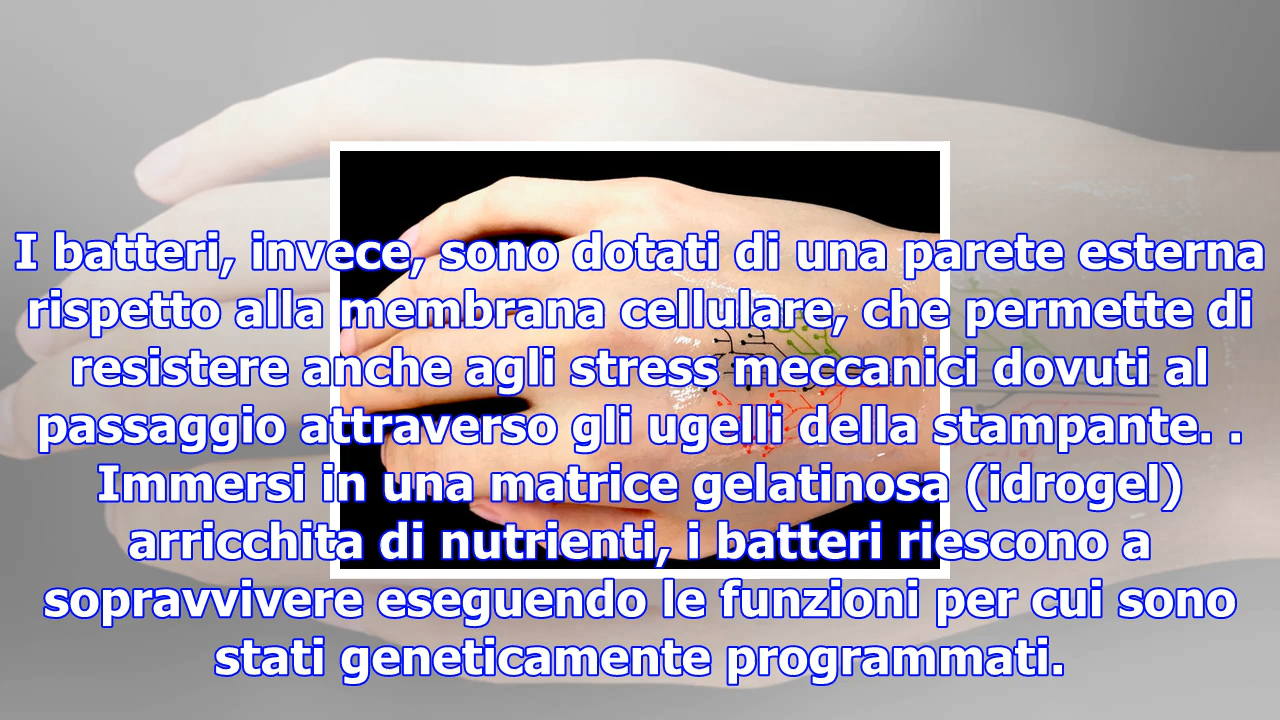 I batteri, invece, sono dotati di una parete esterna
rispetto alla membrana cellulare, che permette di
resistere anche agli stress meccanici dovuti al
passaggio attraverso gli ugelli della stampante. .
Immersi in una matrice gelatinosa (idrogel)
arricchita di nutrienti, i batteri riescono a
sopravvivere eseguendo le funzioni per cui sono
stati geneticamente programmati.